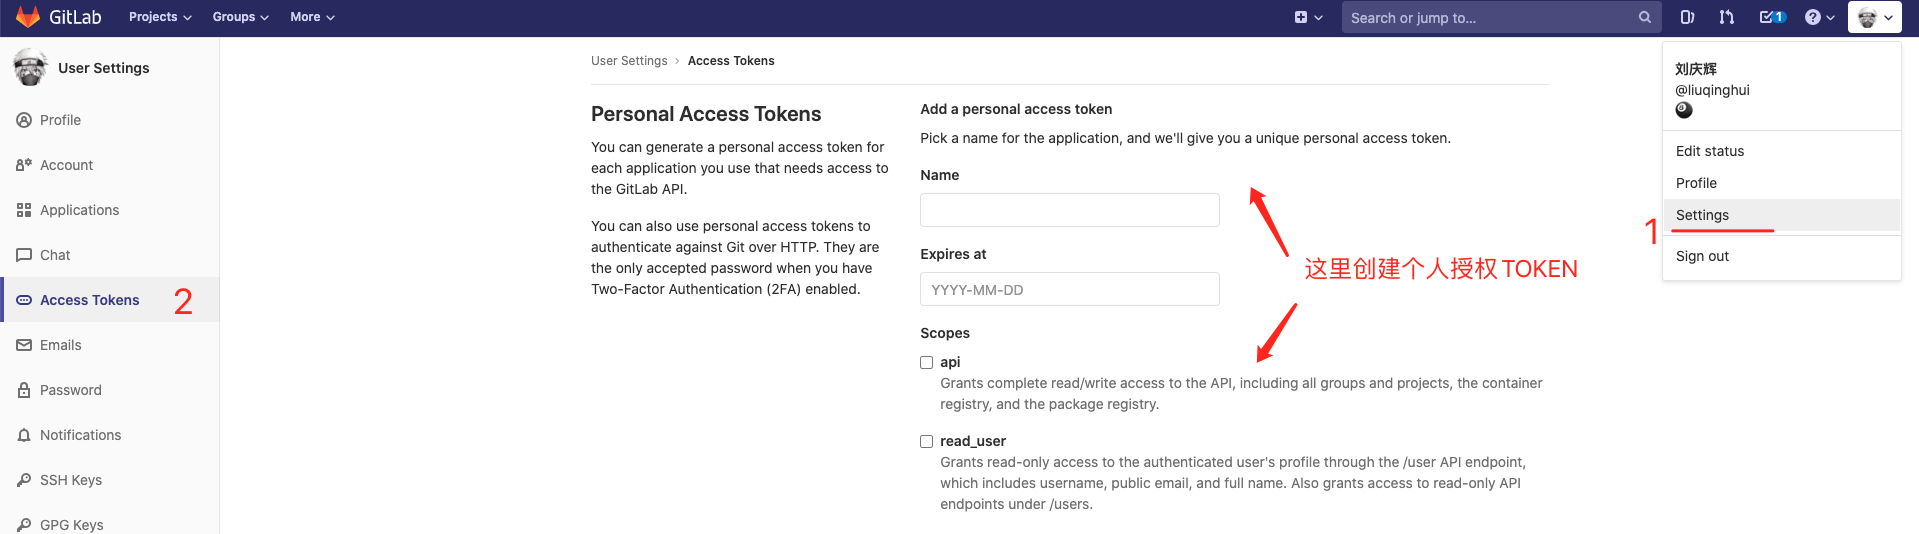 GitLab Projects Groups More Search or jump to... 1
User Settings
Profile
Account
Applications
Chat
Access Tokens 2
Emails
Password
Notifications
SSH Keys
GPG Keys
User Settings › Access Tokens
Personal Access Tokens
You can generate a personal access token for
each application you use that needs access to
the GitLab API.
You can also use personal access tokens to
authenticate against Git over HTTP. They are
the only accepted password when you have
Two-Factor Authentication (2FA) enabled.
Add a personal access token
Pick a name for the application, and we'll give you a unique personal access token.
Name
Expires at
YYYY-MM-DD
这里创建个人授权TOKEN
Scopes
api
Grants complete read/write access to the API, including all groups and projects, the container
registry, and the package registry.
read_user
Grants read-only access to the authenticated user's profile through the /user API endpoint,
which includes username, public email, and full name. Also grants access to read-only API
endpoints under /users.
刘庆辉
@liuqinghui
Edit status
Profile
1 Settings
Sign out